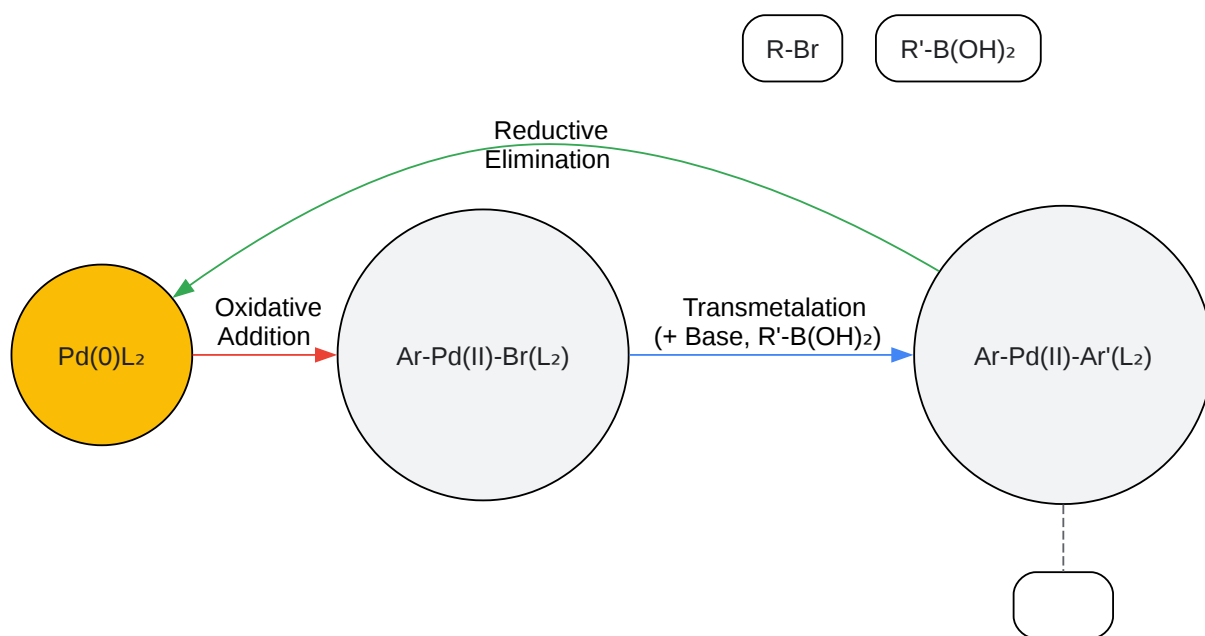 R-Br
R'-B(OH)₂
Reductive
Elimination
Oxidative
Addition
Transmetalation
(+ Base, R'-B(OH)₂)
Pd(0)L₂
Ar-Pd(II)-Br(L₂)
Ar-Pd(II)-Ar'(L₂)